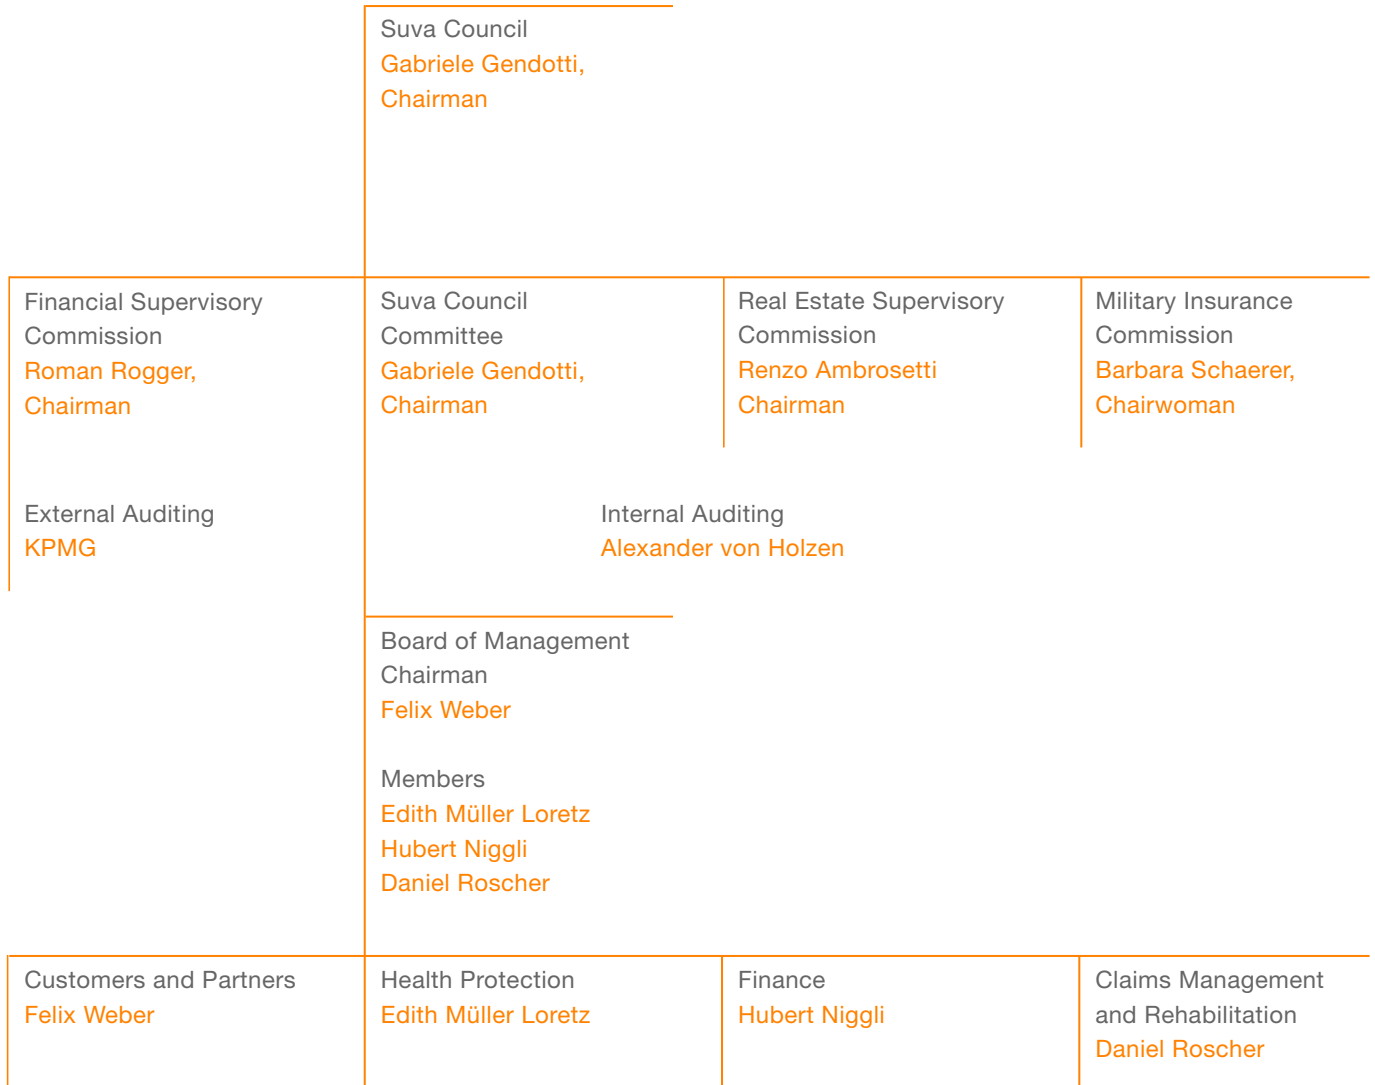 Suva Council
Gabriele Gendotti,
Chairman
Financial Supervisory
Commission
Roman Rogger,
Chairman
Suva Council
Committee
Gabriele Gendotti,
Chairman
Real Estate Supervisory
Commission
Renzo Ambrosetti
Chairman
Military Insurance
Commission
Barbara Schaerer,
Chairwoman
External Auditing
KPMG
Internal Auditing
Alexander von Holzen
Board of Management
Chairman
Felix Weber
Members
Edith Müller Loretz
Hubert Niggli
Daniel Roscher
Customers and Partners
Felix Weber
Health Protection
Edith Müller Loretz
Finance
Hubert Niggli
Claims Management
and Rehabilitation
Daniel Roscher